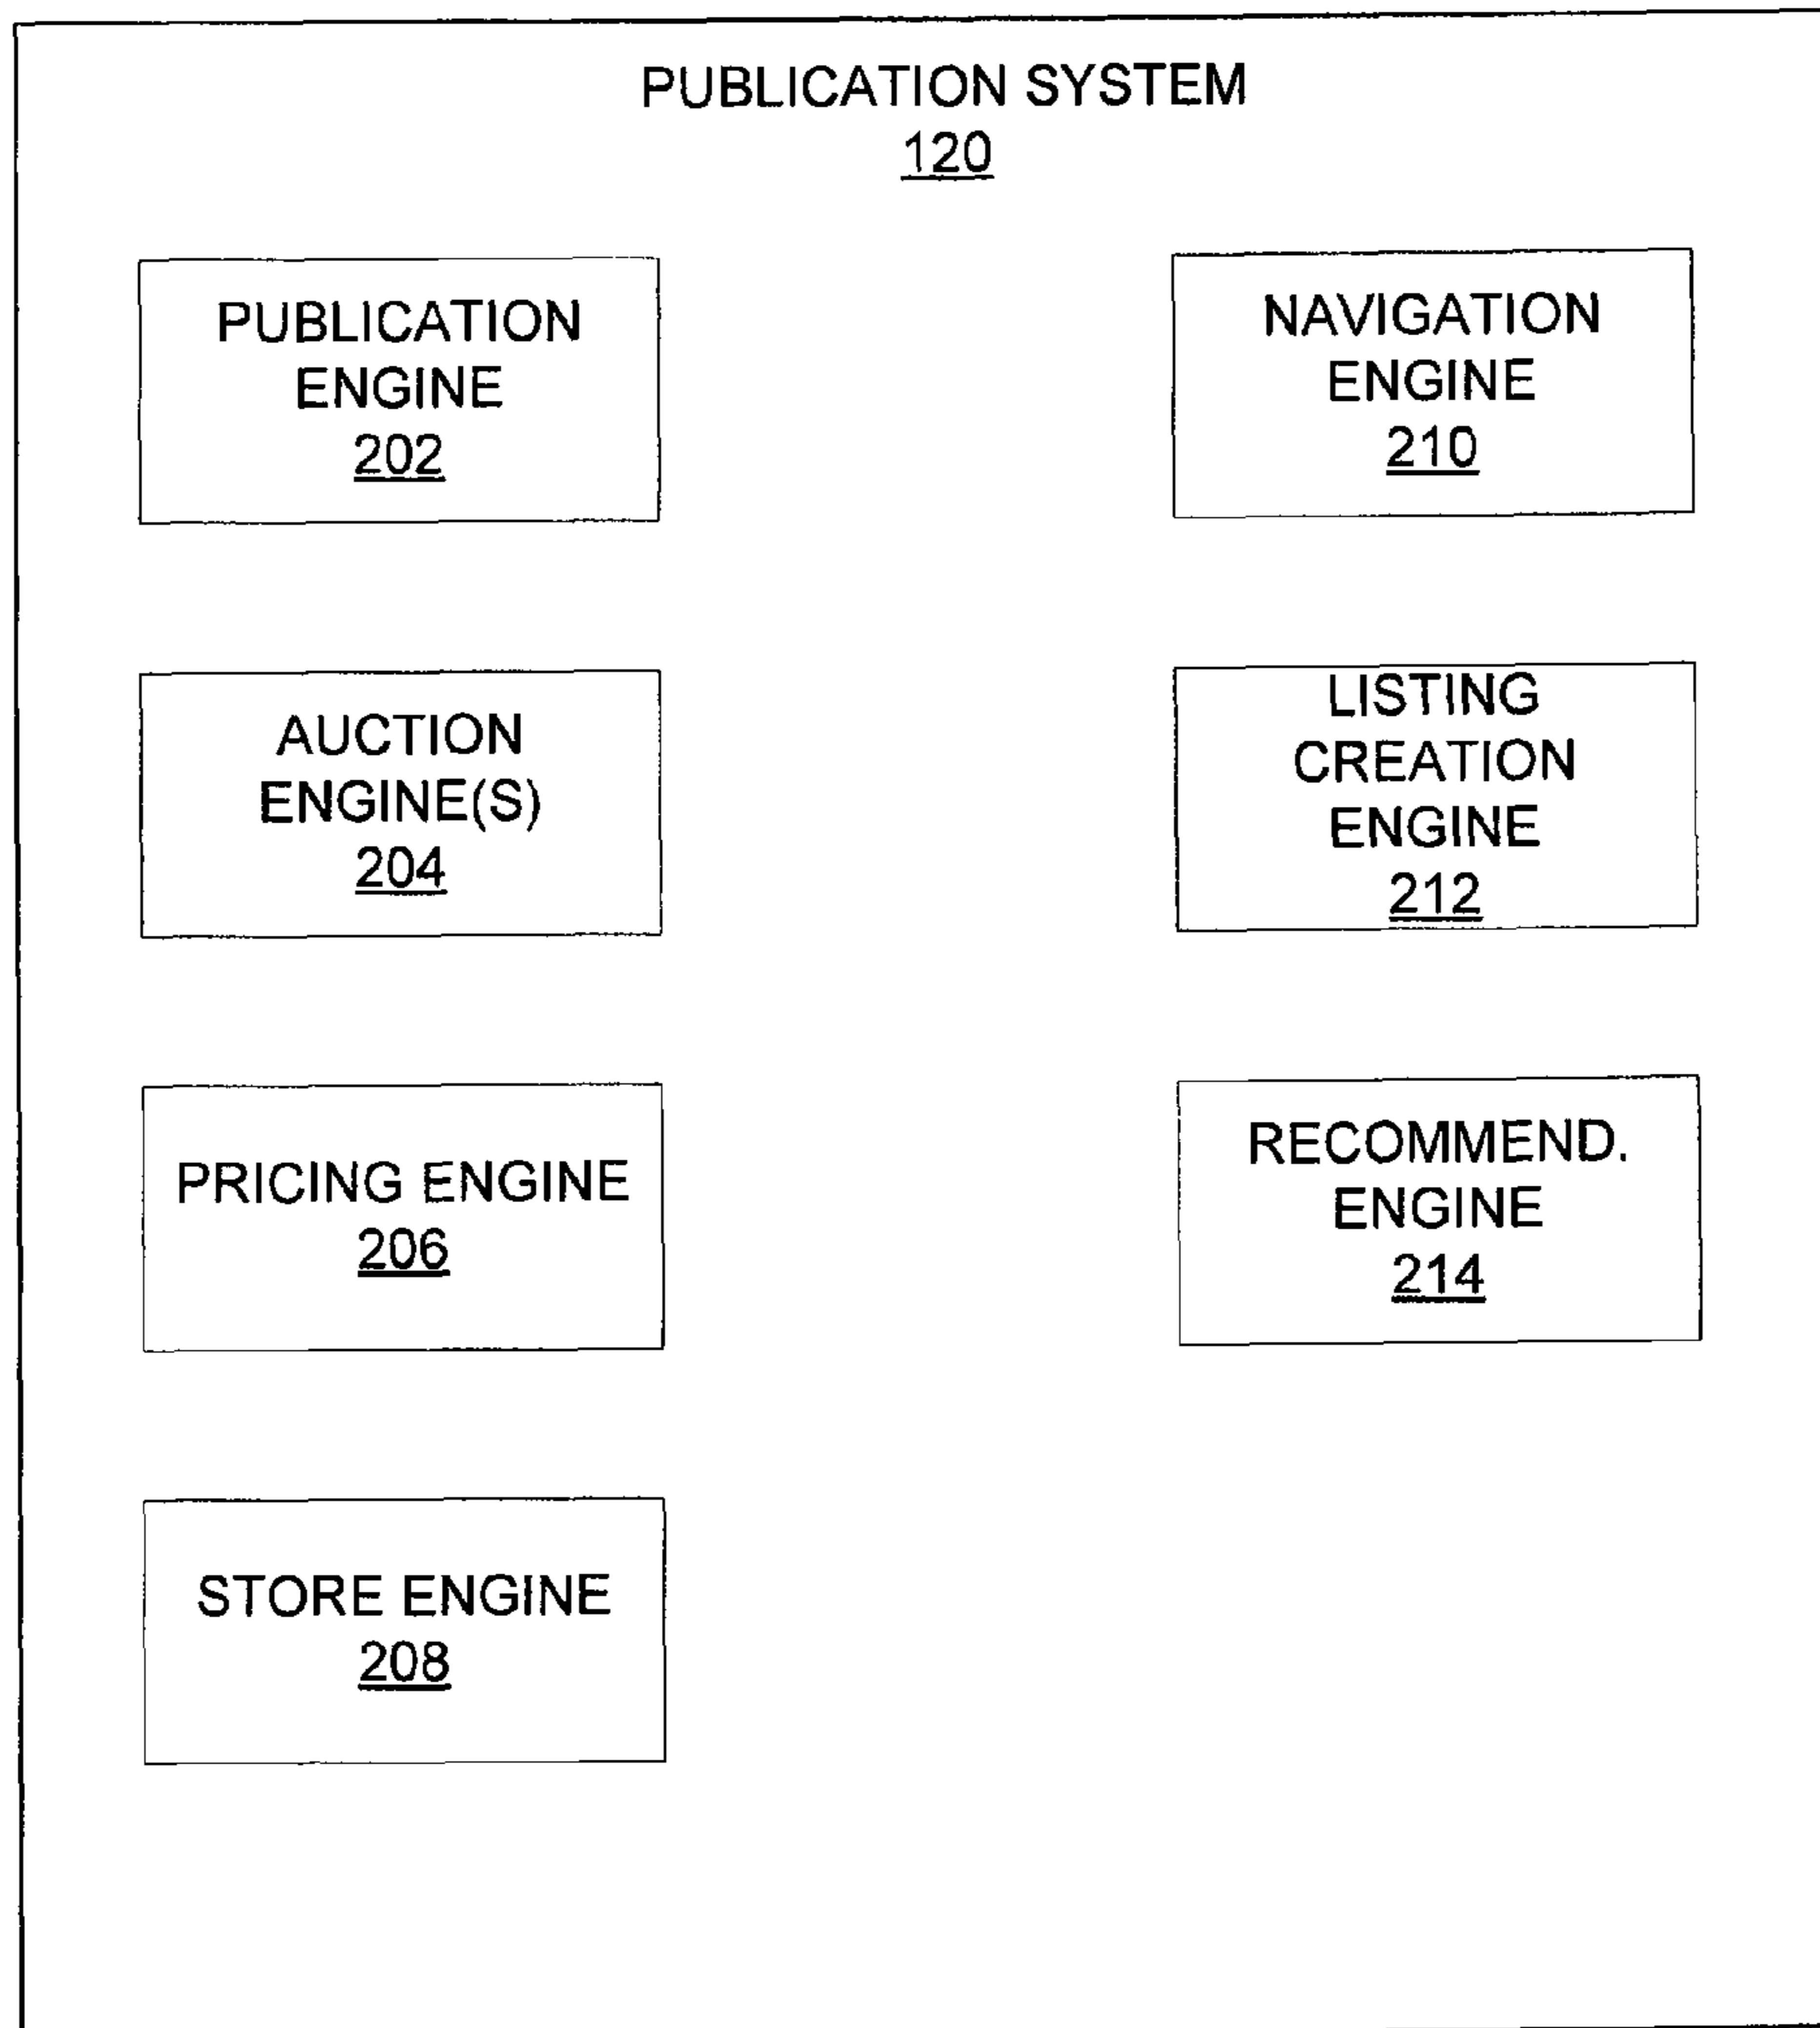 PUBLICATION SYSTEM
120
PUBLICATION
ENGINE
202
NAVIGATION
ENGINE
210
AUCTION
ENGINE(S)
204
LISTING
CREATION
ENGINE
212
PRICING ENGINE
206
RECOMMEND.
ENGINE
214
STORE ENGINE
208